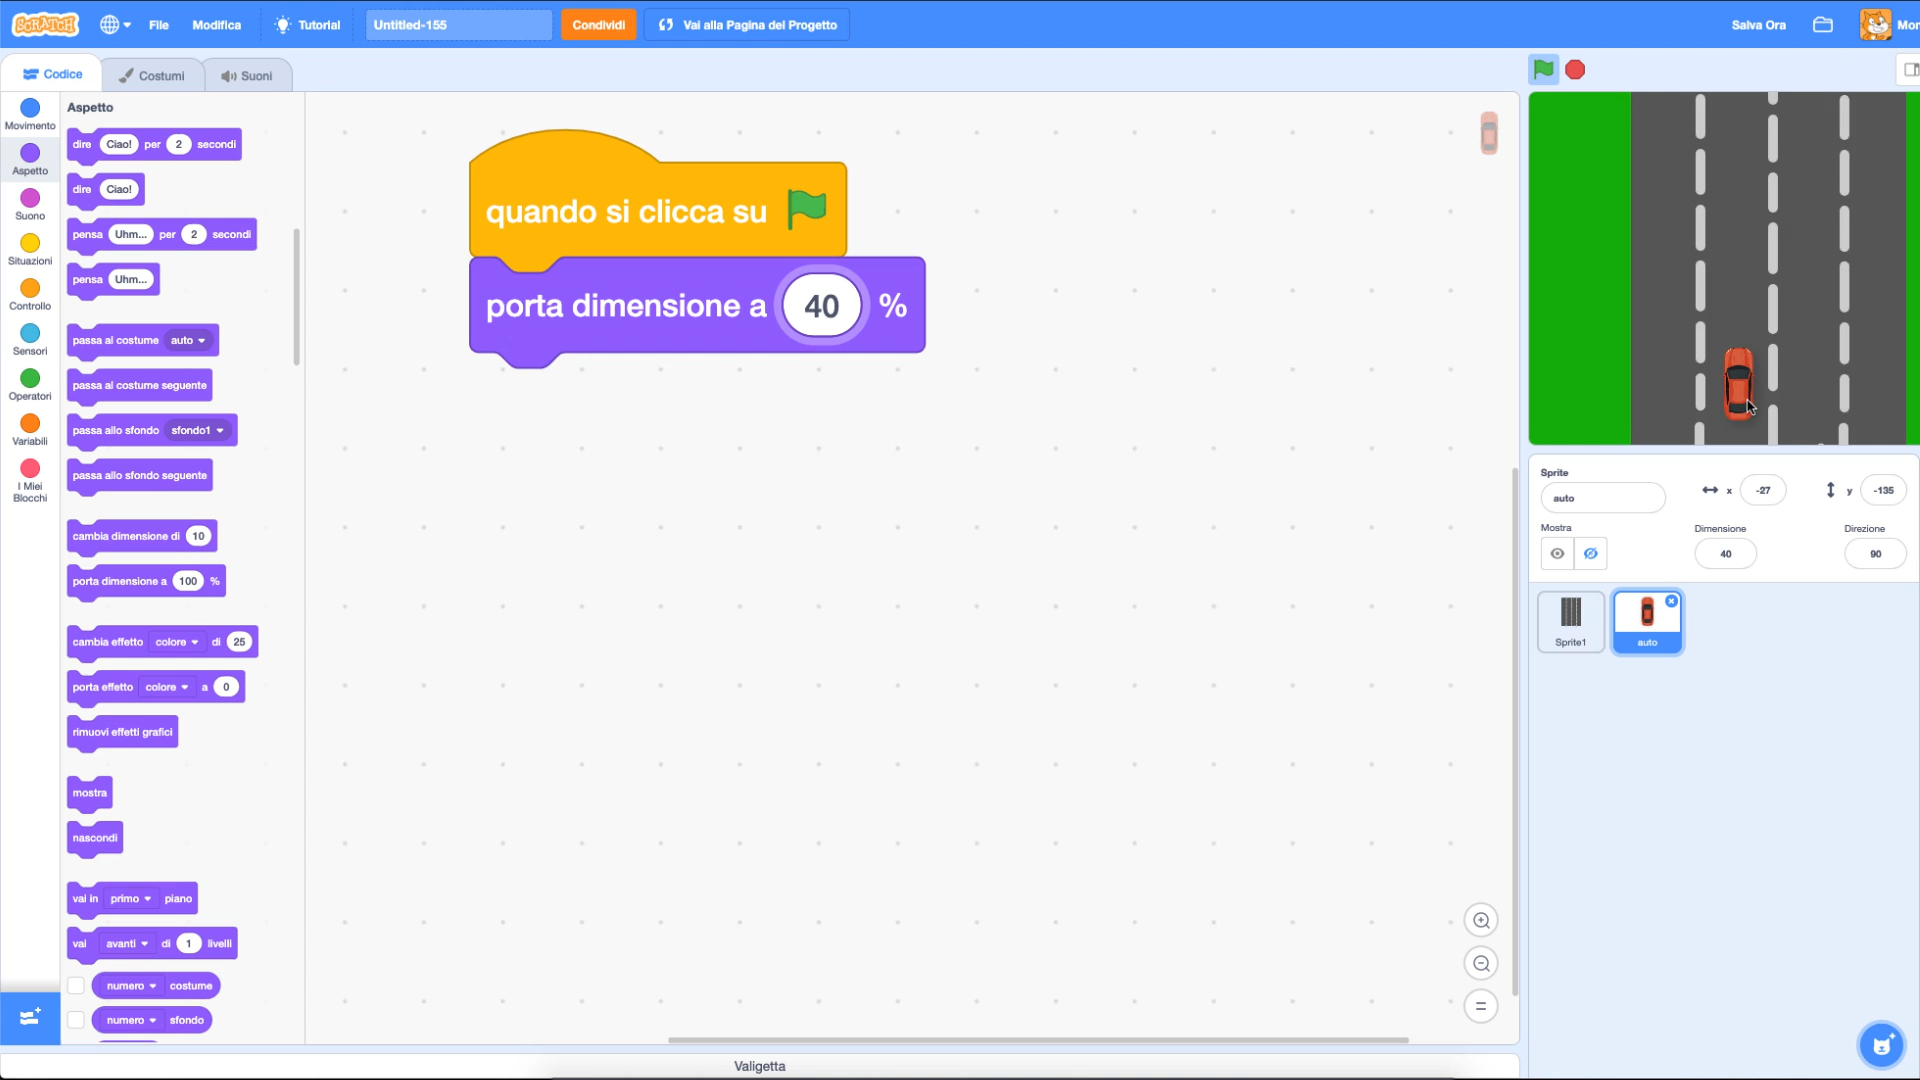 SCRATCH
File
Modifica
Tutorial
Untitled-155
Condividi
Vai alla Pagina del Progetto
Salva Ora
Mor
Codice
Costumi
Suoni
Movimento
Aspetto
Suono
Situazioni
Controllo
Sensori
Operatori
Variabili
I Miei
Blocchi
Aspetto
dire Ciao! per 2 secondi
dire Ciao!
pensa Uhm... per 2 secondi
pensa Uhm...
passa al costume auto
passa al costume seguente
passa allo sfondo sfondo1
passa allo sfondo seguente
cambia dimensione di 10
porta dimensione a 100 %
cambia effetto colore di 25
porta effetto colore a 0
rimuovi effetti grafici
mostra
nascondi
vai in primo piano
vai avanti di 1 livelli
numero costume
numero sfondo
quando si clicca su
porta dimensione a 40 %
Valigetta
Sprite
auto
x -27
y -135
Mostra
Dimensione
40
Direzione
90
Sprite1
auto